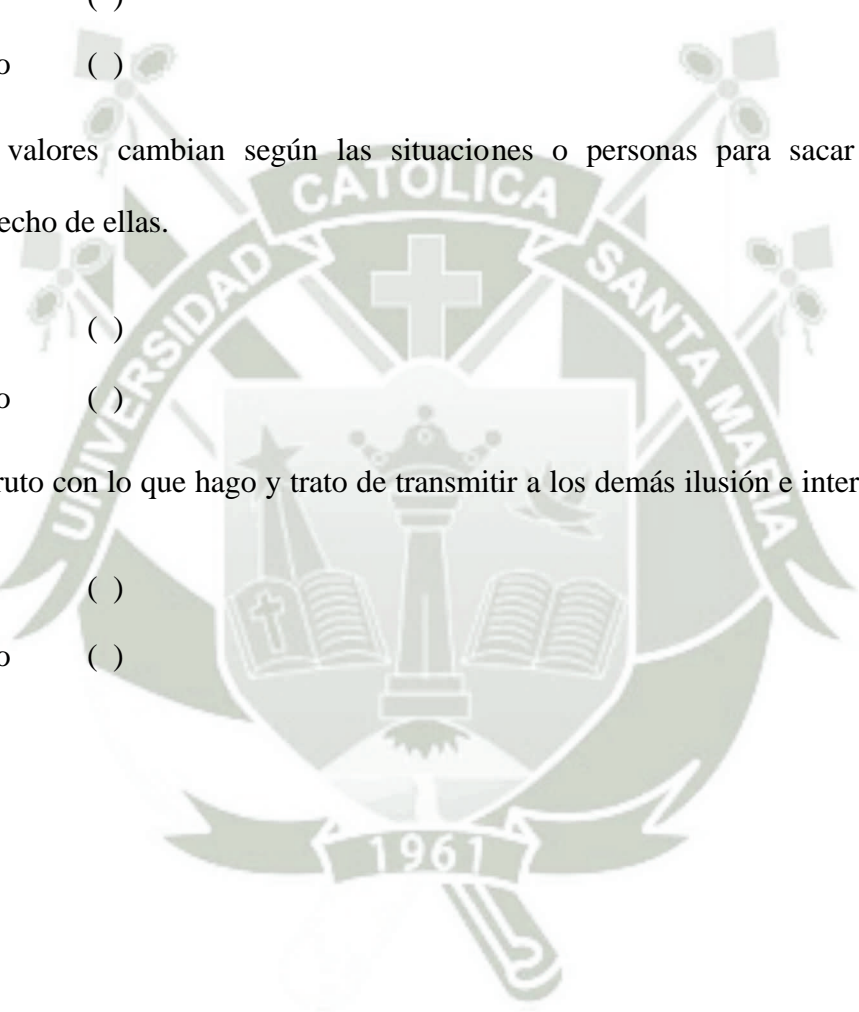 ( )
o ( )
valores cambian según las situaciones o personas para sacar
echo de ellas.
( )
o ( )
ruto con lo que hago y trato de transmitir a los demás ilusión e inter
( )
o ( )
UNIVERSIDAD CATOLICA SANTA MARIA
1961